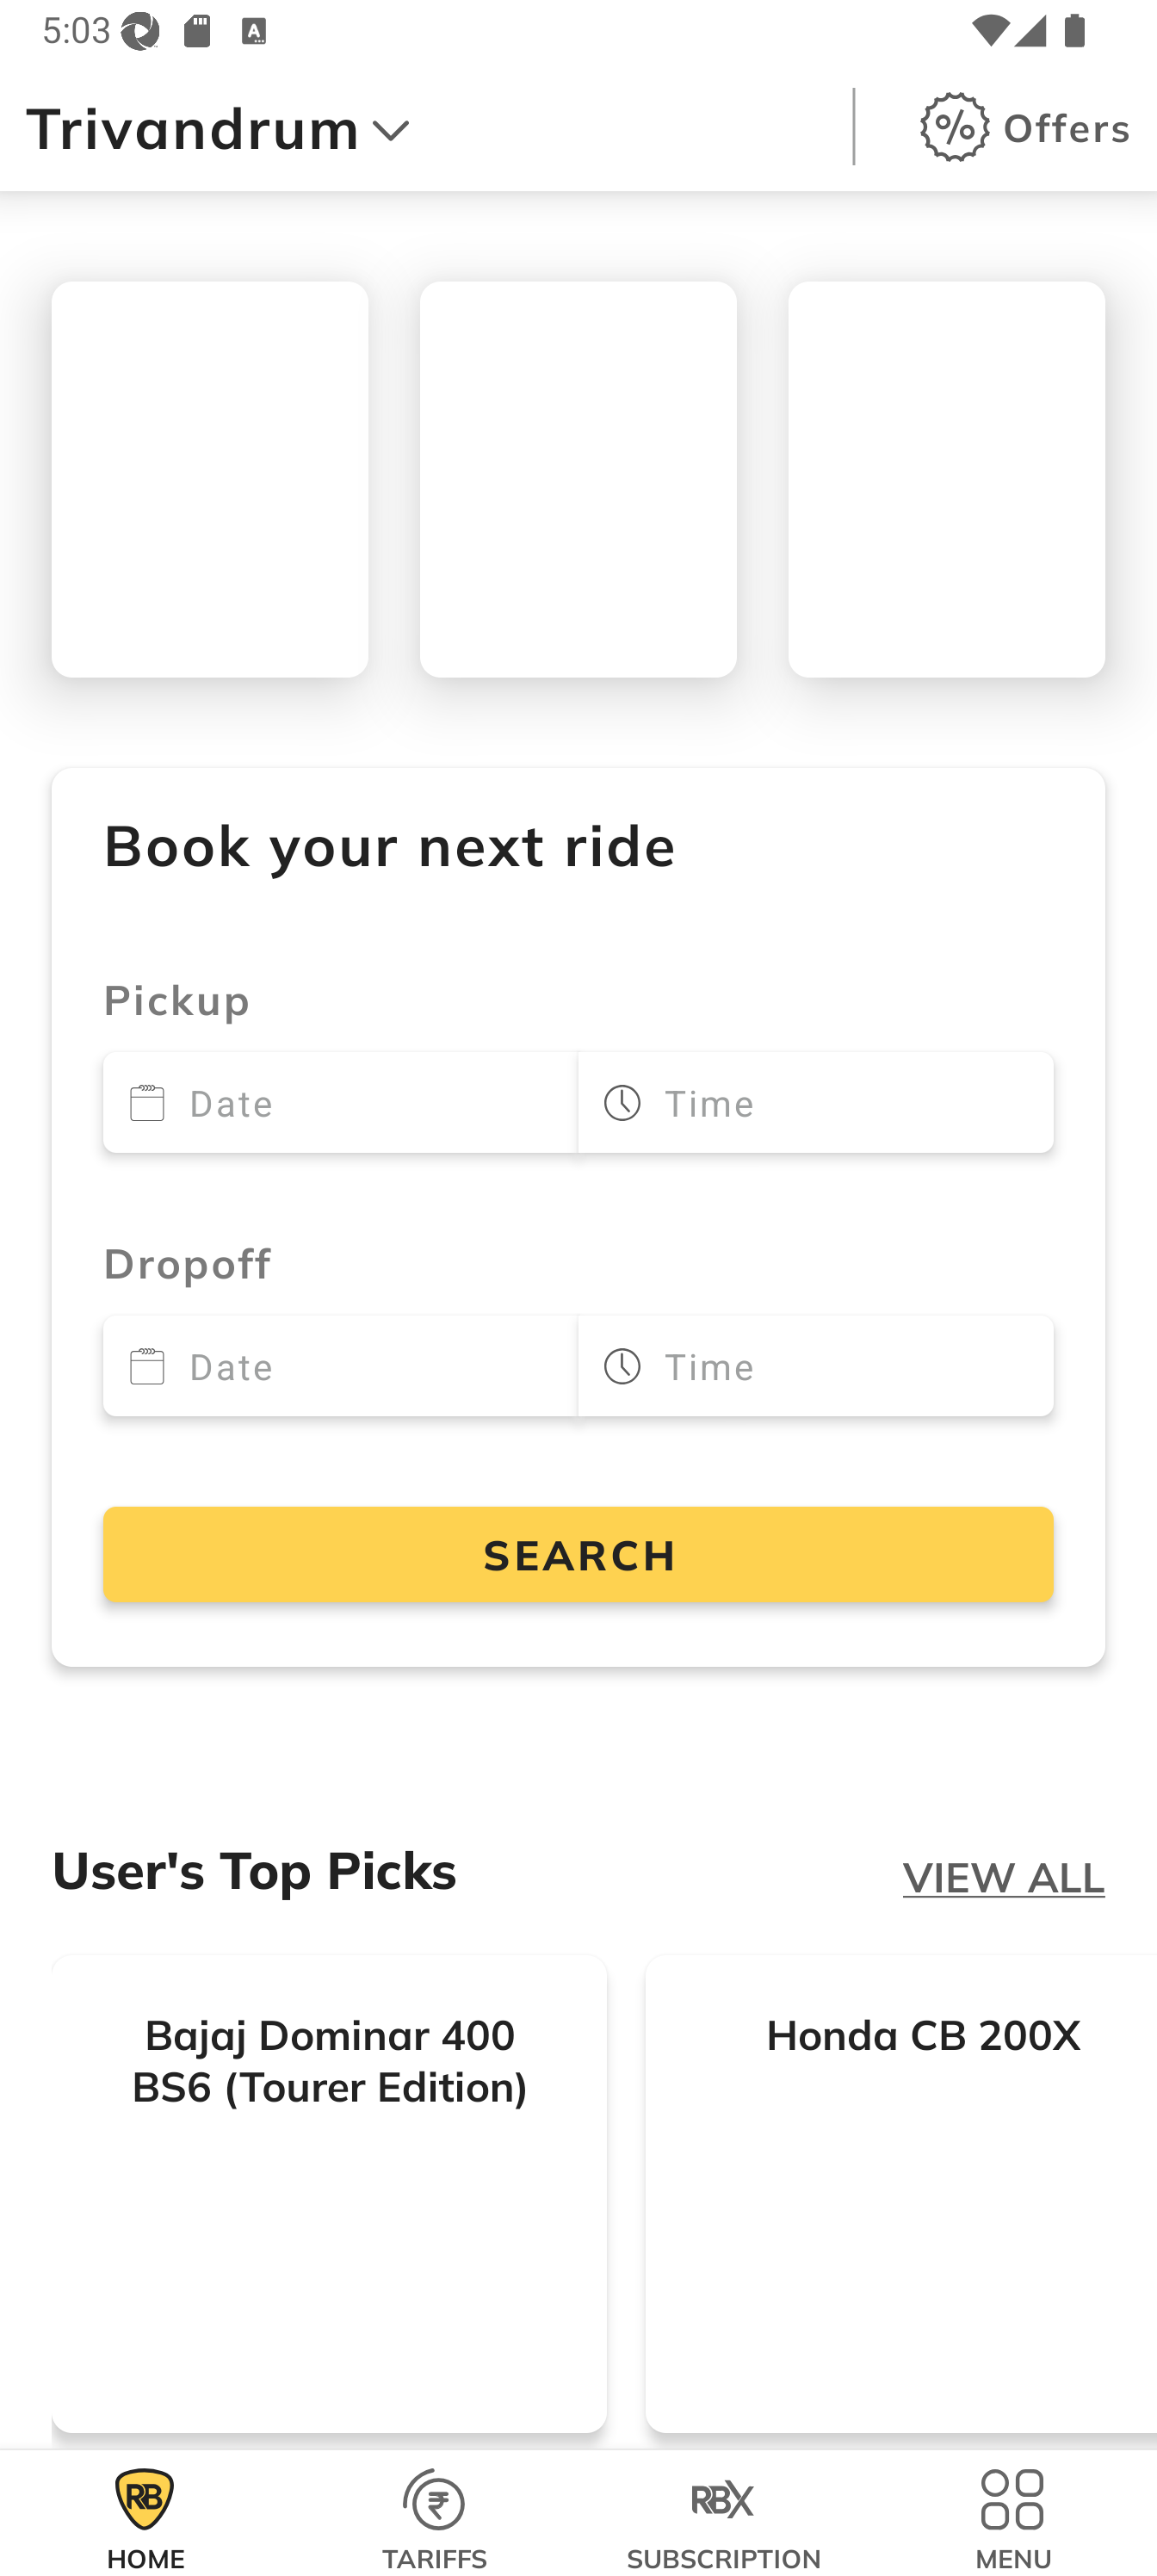 5:03
Trivandrum
Offers
Book your next ride
Pickup
Date
Time
Dropoff
Date
Time
SEARCH
User's Top Picks
VIEW ALL
Bajaj Dominar 400
BS6 (Tourer Edition)
Honda CB 200X
RB
RBX
HOME
TARIFFS
SUBSCRIPTION
MENU